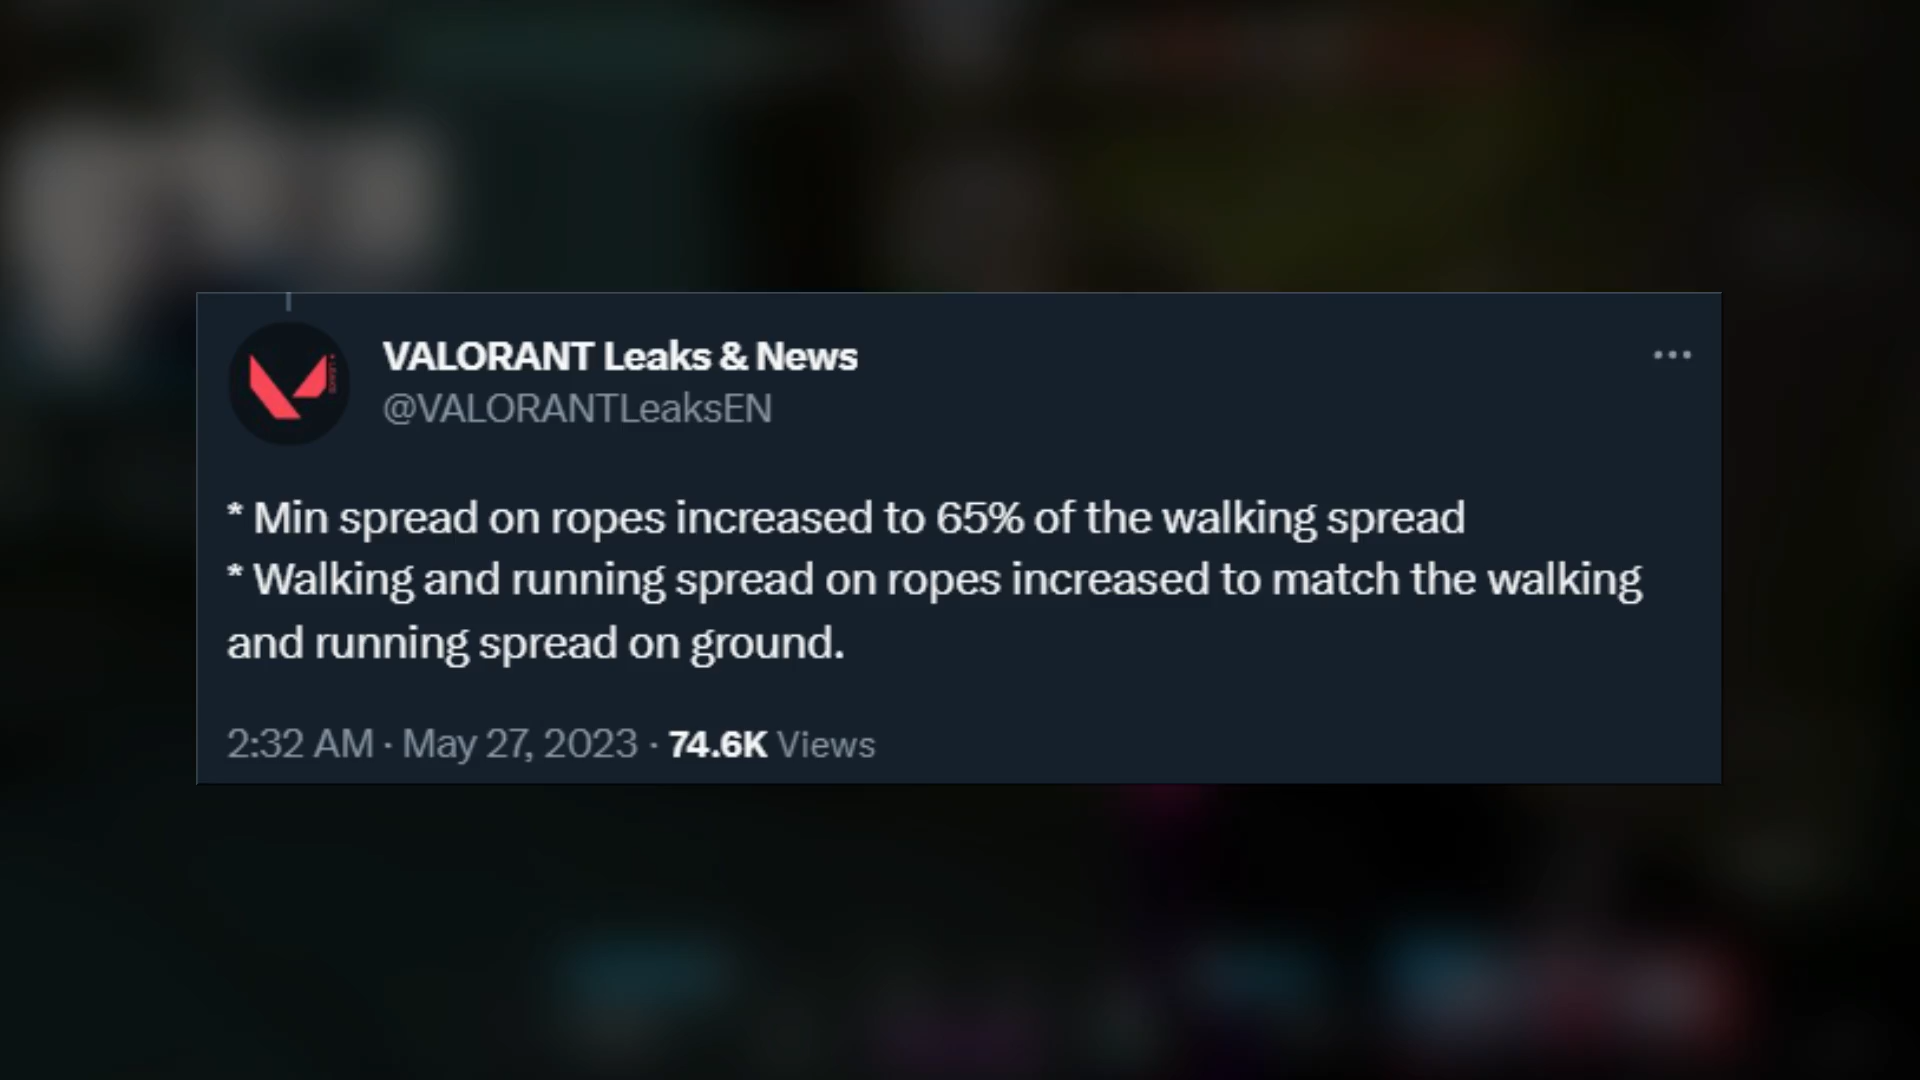 VALORANT Leaks & News
@VALORANTLeaksEN
* Min spread on ropes increased to 65% of the walking spread
* Walking and running spread on ropes increased to match the walking
and running spread on ground.
2:32 AM · May 27, 2023 · 74.6K Views